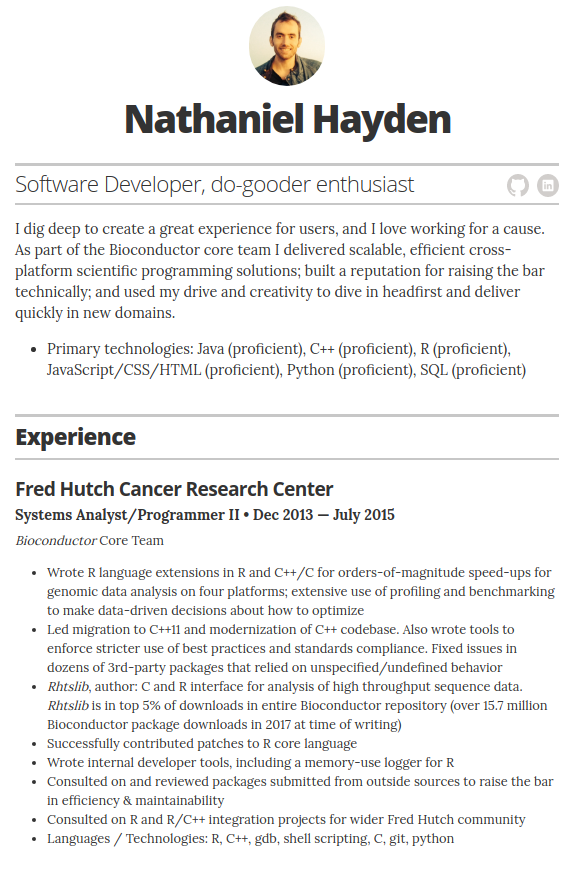 Nathaniel Hayden
Software Developer, do-gooder enthusiast
I dig deep to create a great experience for users, and I love working for a cause.
As part of the Bioconductor core team I delivered scalable, efficient cross-
platform scientific programming solutions; built a reputation for raising the bar
technically; and used my drive and creativity to dive in headfirst and deliver
quickly in new domains.
• Primary technologies: Java (proficient), C++ (proficient), R (proficient),
JavaScript/CSS/HTML (proficient), Python (proficient), SQL (proficient)
Experience
Fred Hutch Cancer Research Center
Systems Analyst/Programmer II • Dec 2013 — July 2015
Bioconductor Core Team
• Wrote R language extensions in R and C++/C for orders-of-magnitude speed-ups for
genomic data analysis on four platforms; extensive use of profiling and benchmarking
to make data-driven decisions about how to optimize
• Led migration to C++11 and modernization of C++ codebase. Also wrote tools to
enforce stricter use of best practices and standards compliance. Fixed issues in
dozens of 3rd-party packages that relied on unspecified/undefined behavior
• Rhtslib, author: C and R interface for analysis of high throughput sequence data.
Rhtslib is in top 5% of downloads in entire Bioconductor repository (over 15.7 million
Bioconductor package downloads in 2017 at time of writing)
• Successfully contributed patches to R core language
• Wrote internal developer tools, including a memory-use logger for R
• Consulted on and reviewed packages submitted from outside sources to raise the bar
in efficiency & maintainability
• Consulted on R and R/C++ integration projects for wider Fred Hutch community
• Languages / Technologies: R, C++, gdb, shell scripting, C, git, python